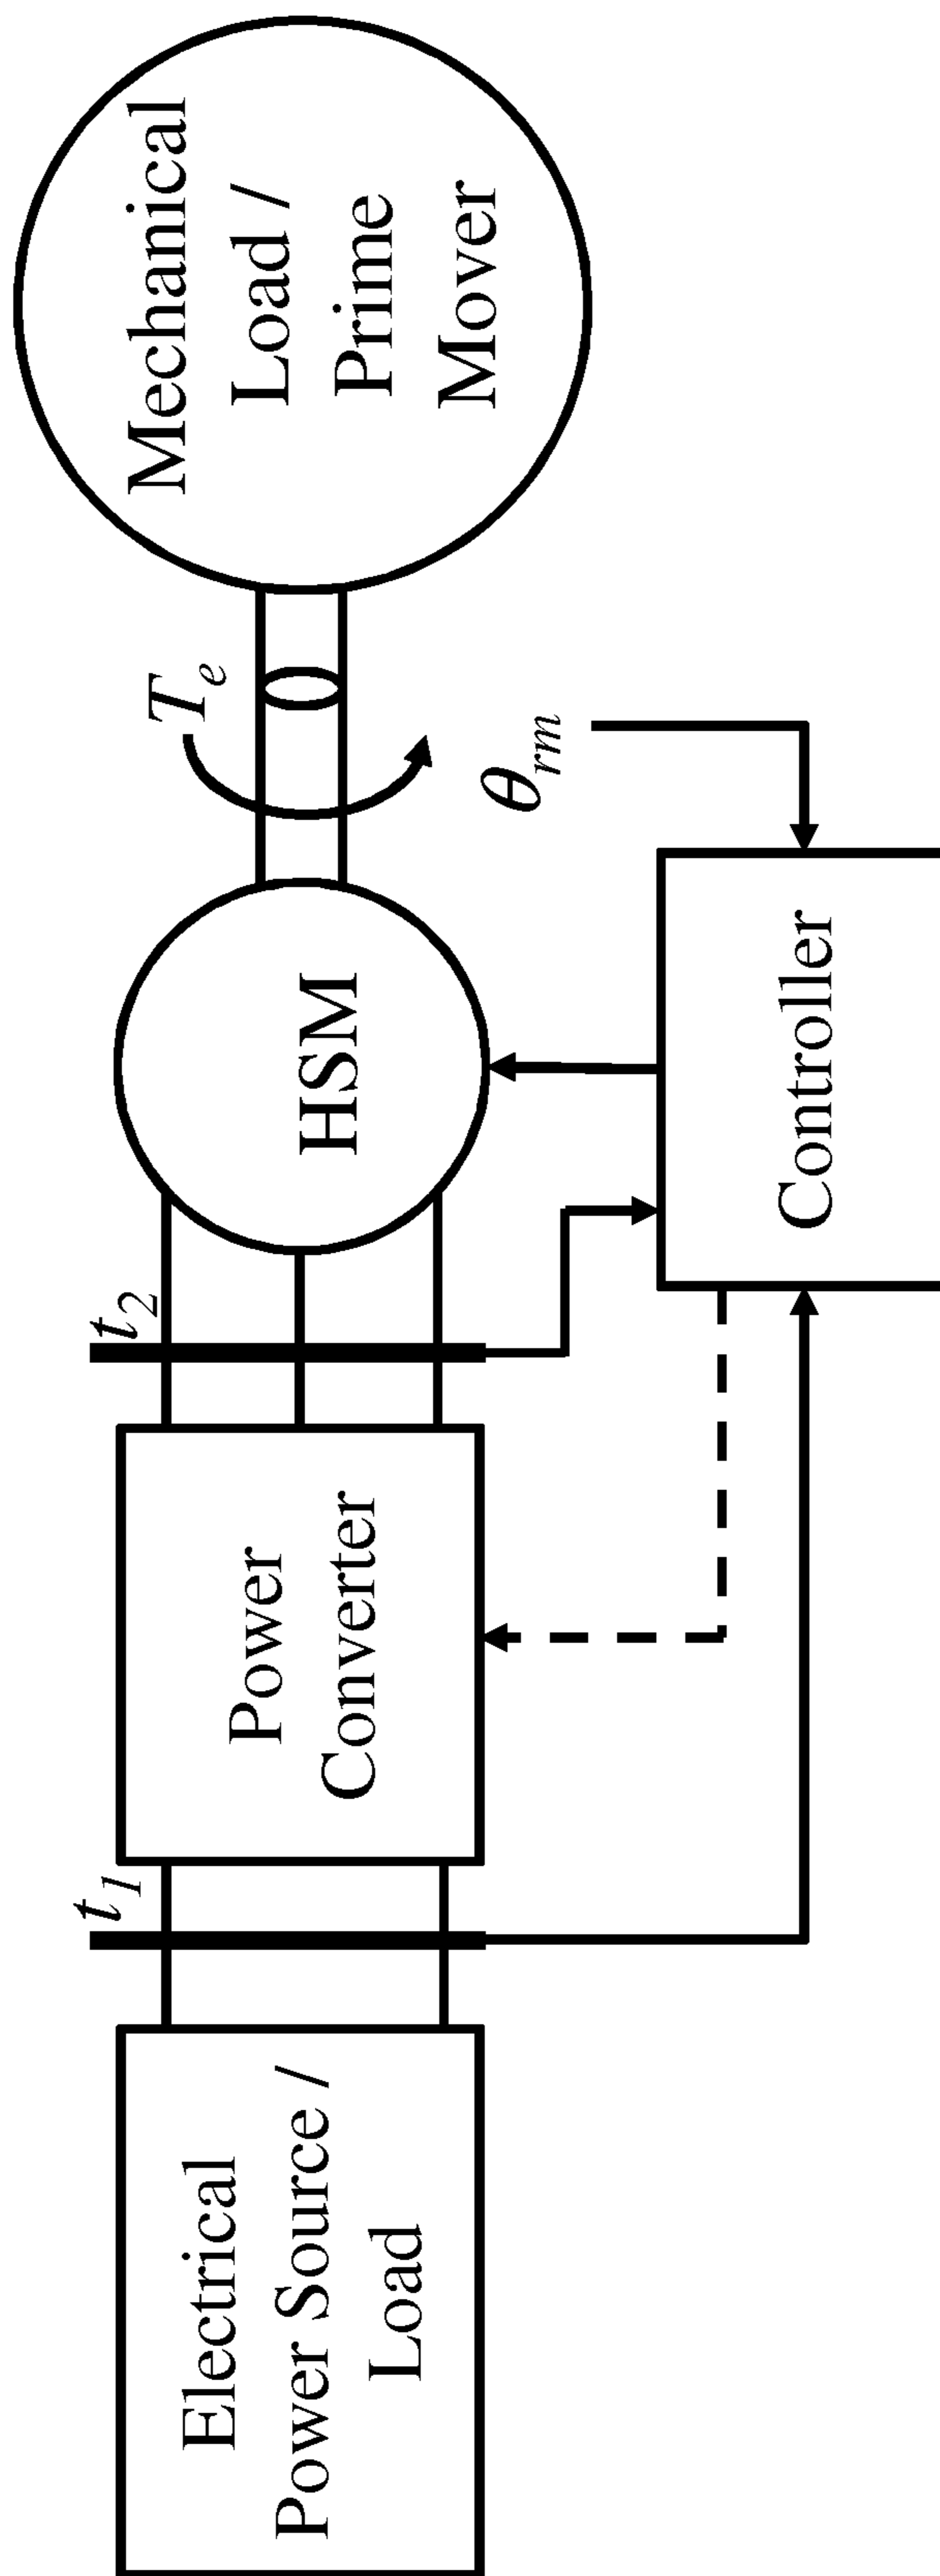 Electrical
Power Source /
Load
t1
Power
Converter
t2
HSM
Te
θrm
Mechanical
Load /
Prime
Mover
Controller